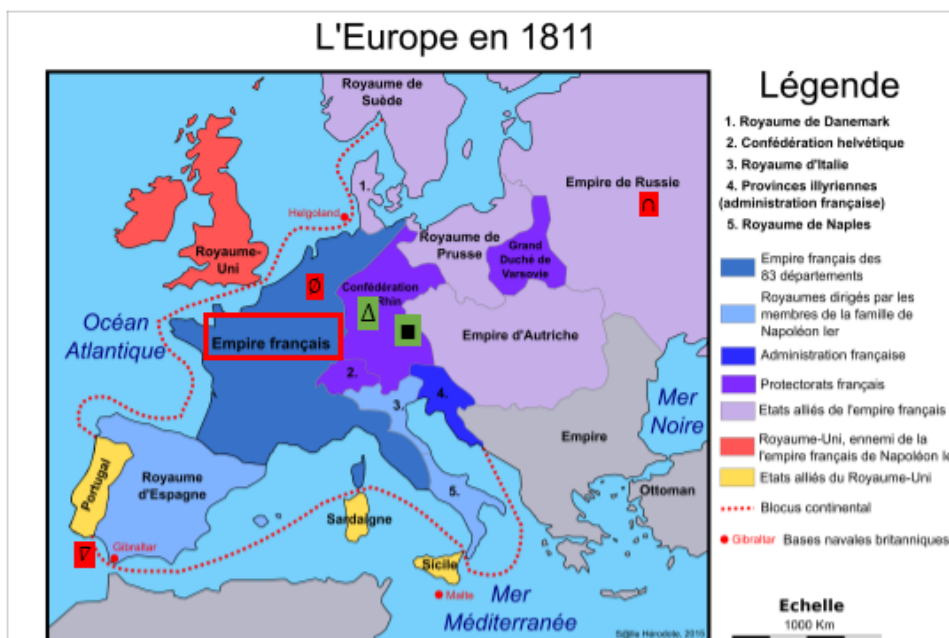 L'Europe en 1811
Royaume de
Suède
1.
Empire de Russie
∩
Helgoland
Royaume-
Uni
Royaume de
Prusse
Grand
Duché de
Varsovie
Ø
Confédération
Rhin
Δ
■
Océan
Atlantique
Empire français
Empire d'Autriche
2.
3.
4.
Mer
Noire
Empire
Ottoman
Portugal
Royaume
d'Espagne
5.
Sardaigne
Gibraltar
Sicile
Malte
Mer
Méditerranée
Légende
1. Royaume de Danemark
2. Confédération helvétique
3. Royaume d'Italie
4. Provinces illyriennes
(administration française)
5. Royaume de Naples
Empire français des
83 départements
Royaumes dirigés par les
membres de la famille de
Napoléon Ier
Administration française
Protectorats français
Etats alliés de l'empire français
Royaume-Uni, ennemi de la
l'empire français de Napoléon Ie
Etats alliés du Royaume-Uni
Blocus continental
Gibraltar Bases navales britanniques
Echelle
1000 Km